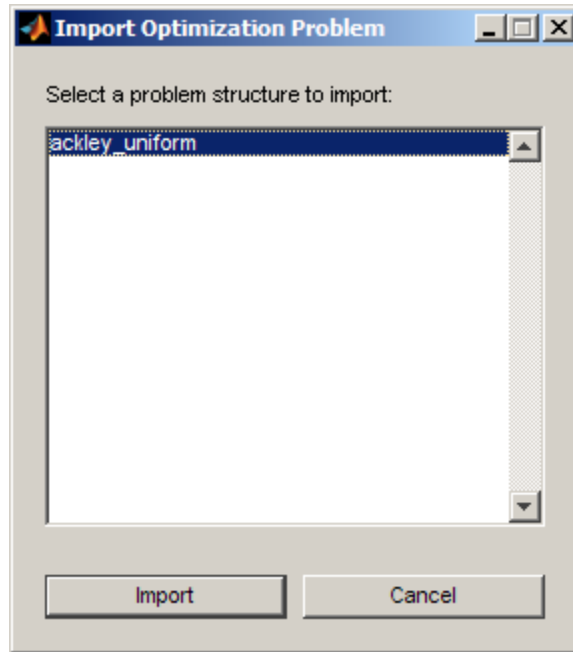 Import Optimization Problem
Select a problem structure to import:
ackley_uniform
Import
Cancel